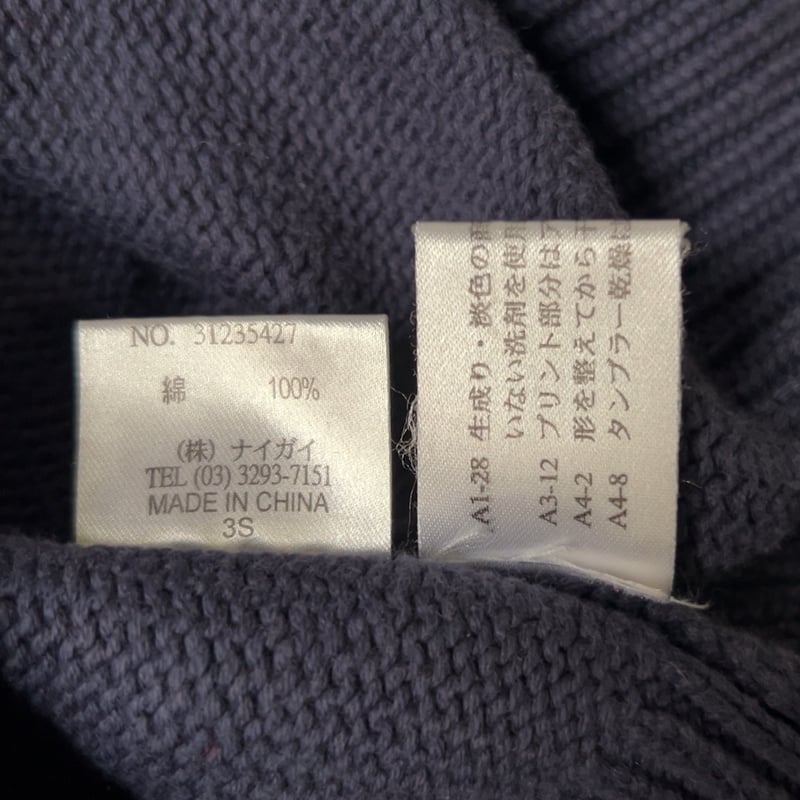 NO. 31235427
綿 100%
(株) ナイガイ
TEL (03) 3293-7151
MADE IN CHINA
3S
A1-28 生成り・淡色の
いない洗剤を使用
A3-12 プリント部分は
A4-2 形を整えてから
A4-8 タンブラー乾燥